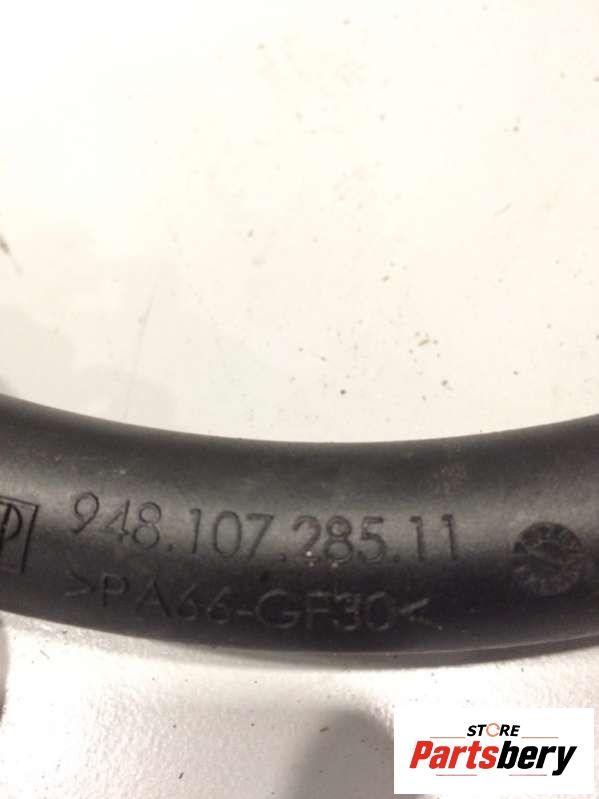 948.107.285.11
>PA66-GF30<
STORE
Partsbery